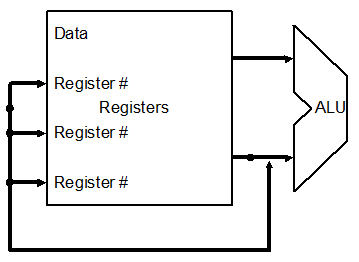 Data
Register #
Registers
ALU
Register #
Register #